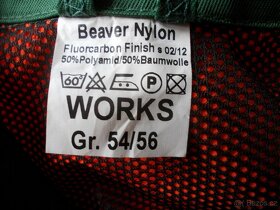 Beaver Nylon
Fluorcarbon Finish s 02/12
50%Polyamid/50%Baumwolle
60°
WORKS
Gr. 54/56